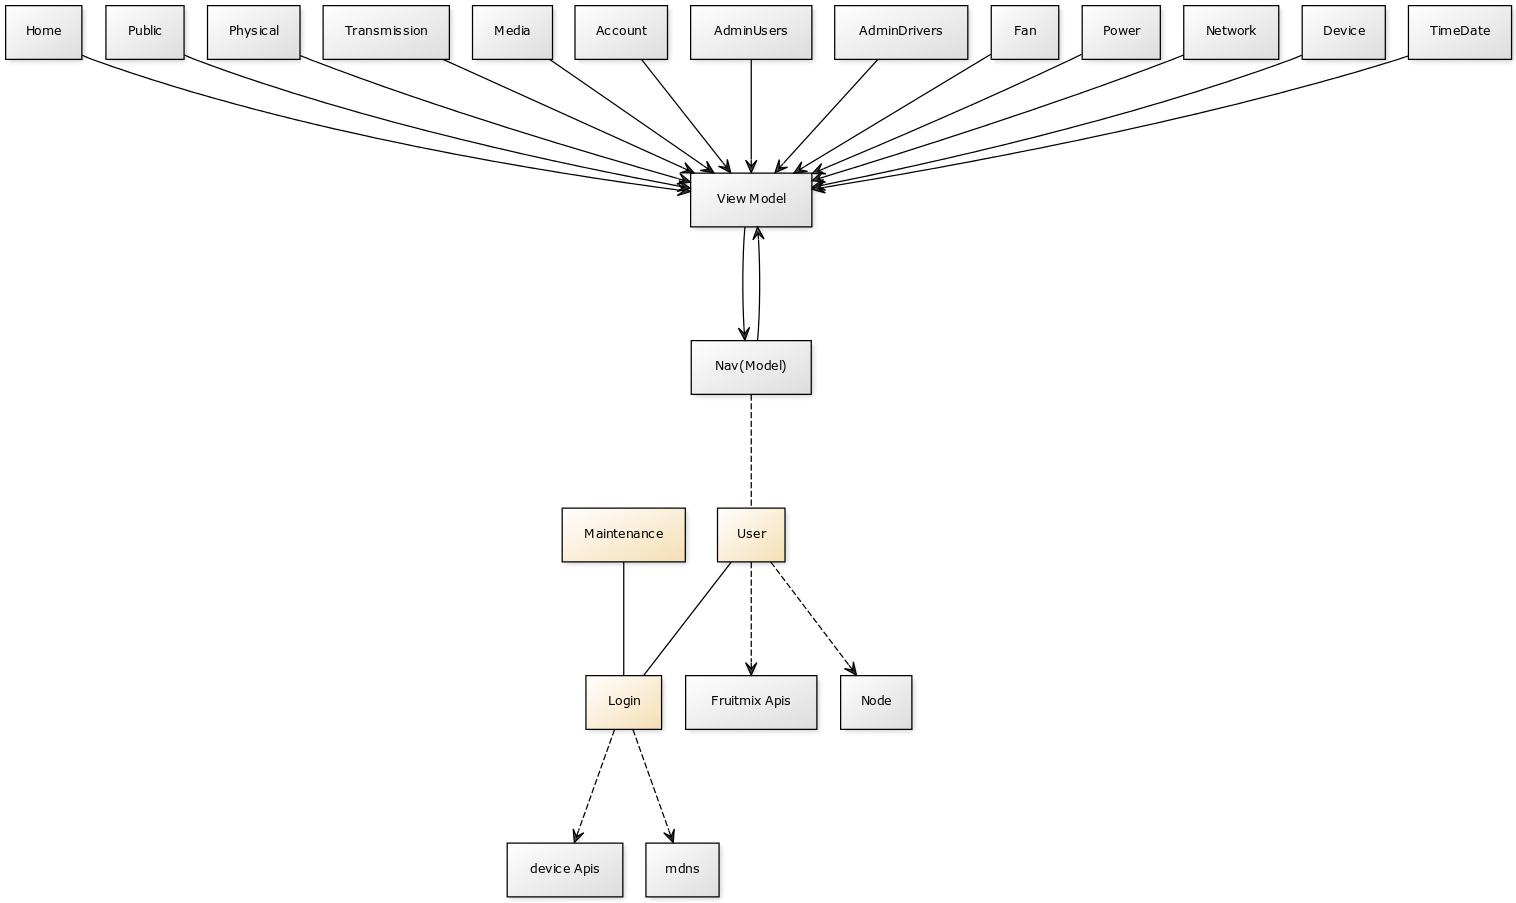 Home
Public
Physical
Transmission
Media
Account
AdminUsers
AdminDrivers
Fan
Power
Network
Device
TimeDate
View Model
Nav(Model)
Maintenance
User
Login
Fruitmix Apis
Node
device Apis
mdns